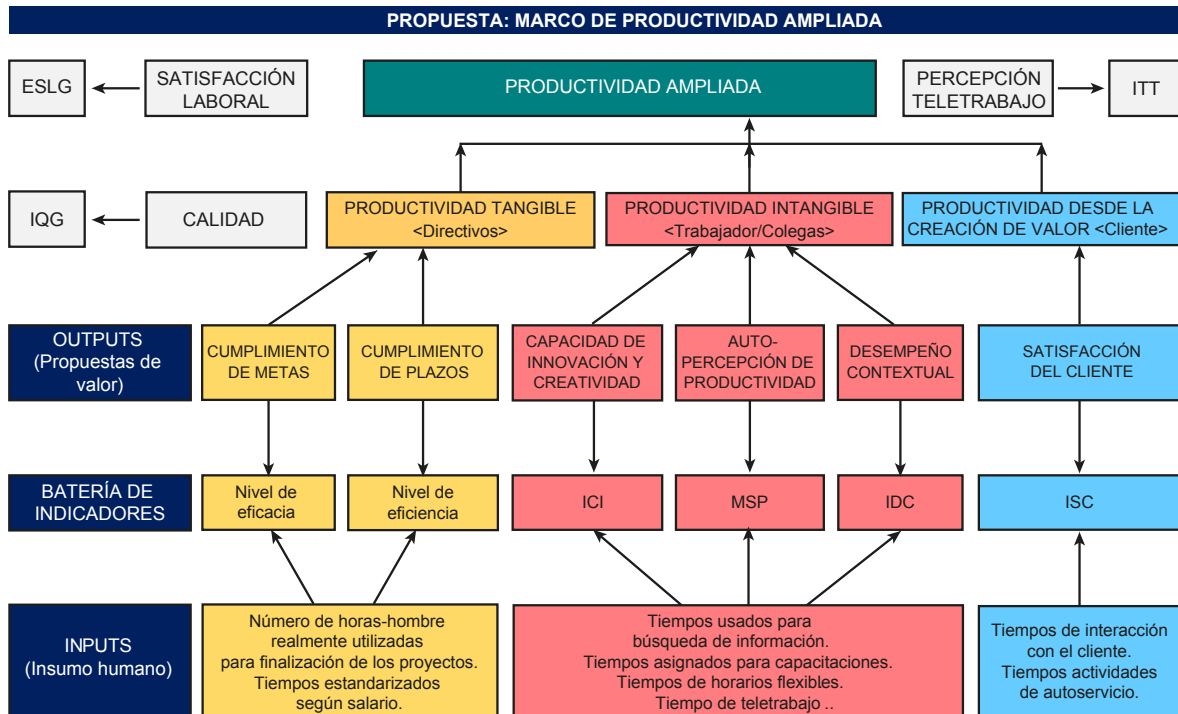 PROPUESTA: MARCO DE PRODUCTIVIDAD AMPLIADA
ESLG
SATISFACCIÓN
LABORAL
PRODUCTIVIDAD AMPLIADA
PERCEPCIÓN
TELETRABAJO
ITT
IQG
CALIDAD
PRODUCTIVIDAD TANGIBLE
<Directivos>
PRODUCTIVIDAD INTANGIBLE
<Trabajador/Colegas>
PRODUCTIVIDAD DESDE LA
CREACIÓN DE VALOR <Cliente>
OUTPUTS
(Propuestas de
valor)
CUMPLIMIENTO
DE METAS
CUMPLIMIENTO
DE PLAZOS
CAPACIDAD DE
INNOVACIÓN Y
CREATIVIDAD
AUTO-
PERCEPCIÓN DE
PRODUCTIVIDAD
DESEMPEÑO
CONTEXTUAL
SATISFACCIÓN
DEL CLIENTE
BATERÍA DE
INDICADORES
Nivel de
eficacia
Nivel de
eficiencia
ICI
MSP
IDC
ISC
INPUTS
(Insumo humano)
Número de horas-hombre
realmente utilizadas
para finalización de los proyectos.
Tiempos estandarizados
según salario.
Tiempos usados para
búsqueda de información.
Tiempos asignados para capacitaciones.
Tiempos de horarios flexibles.
Tiempo de teletrabajo ..
Tiempos de interacción
con el cliente.
Tiempos actividades
de autoservicio.